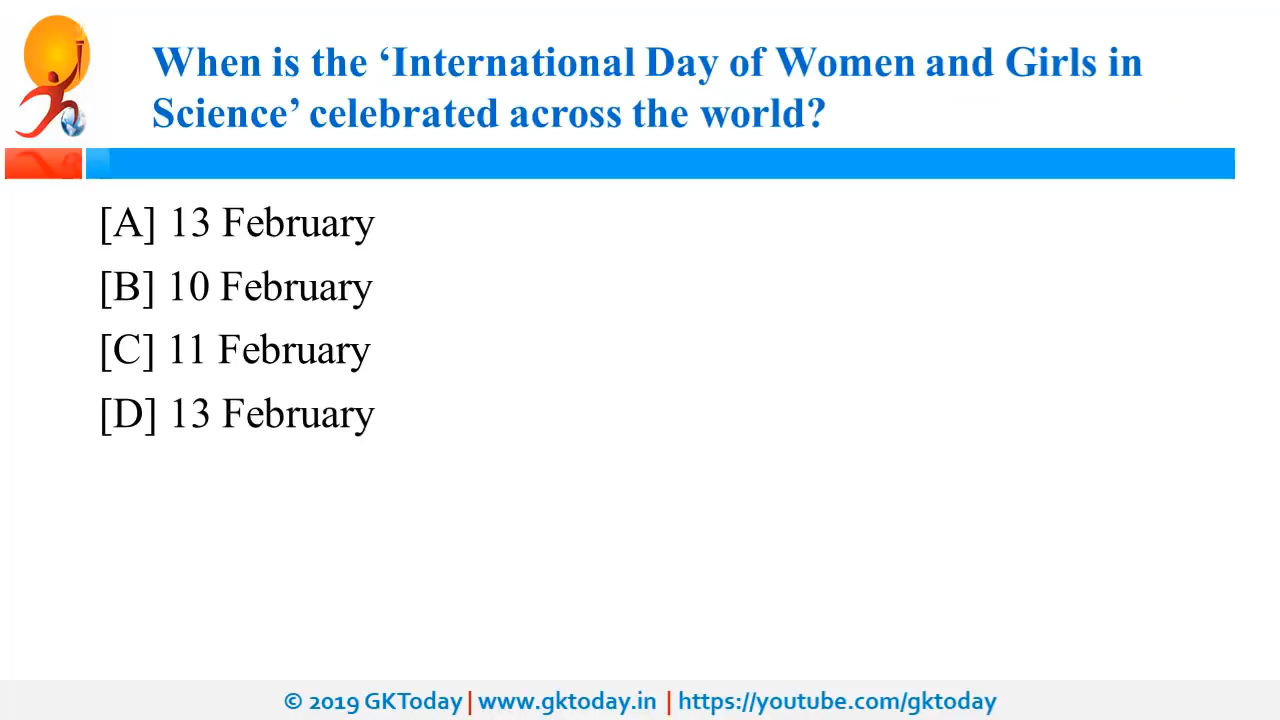 When is the ‘International Day of Women and Girls in
Science’ celebrated across the world?
[A] 13 February
[B] 10 February
[C] 11 February
[D] 13 February
© 2019 GKToday | www.gktoday.in | https://youtube.com/gktoday